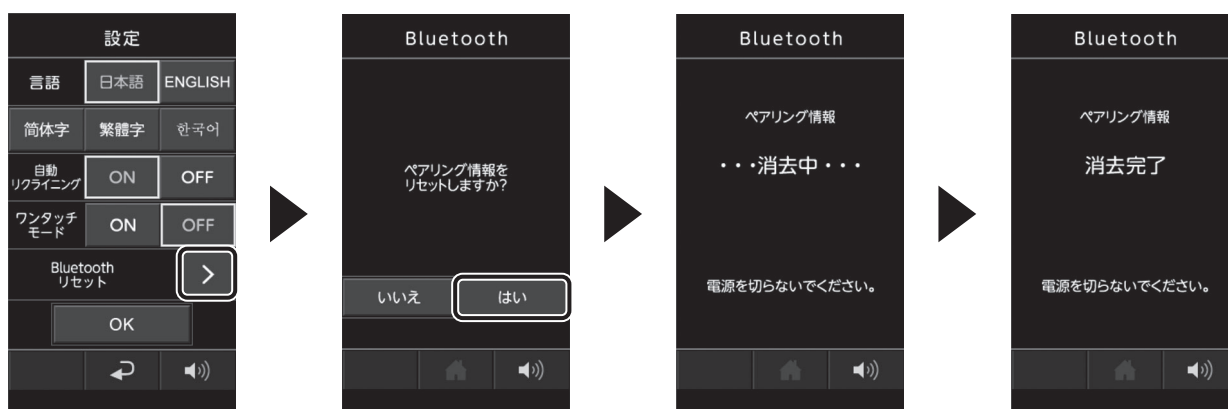 設定
言語 日本語 ENGLISH
简体字 繁體字 한국어
自動
リクライニング ON OFF
ワンタッチ
モード ON OFF
Bluetooth
リセット >
OK
Bluetooth
ペアリング情報を
リセットしますか?
いいえ はい
Bluetooth
ペアリング情報
・・・消去中・・・
電源を切らないでください。
Bluetooth
ペアリング情報
消去完了
電源を切らないでください。